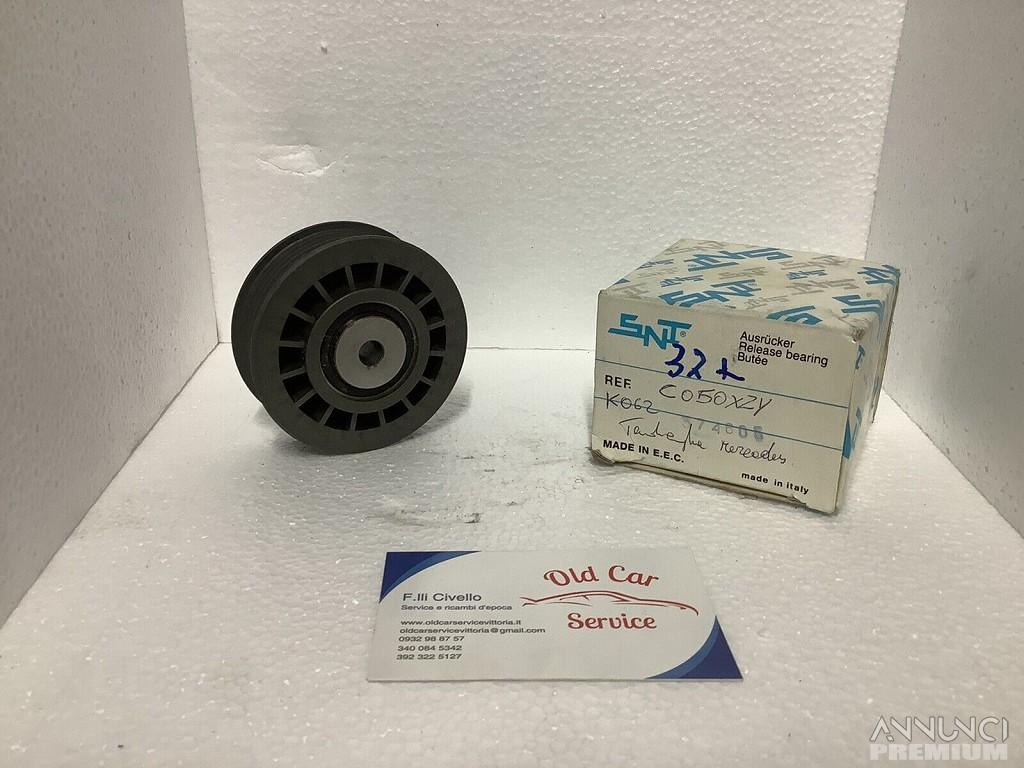 SNT®
Ausrücker
Release bearing
Butée
32+
REF. C050XZY
K062
MADE IN E.E.C.
Mercedes
made in italy
Old Car
Service
F.lli Civello
Service e ricambi d'epoca
www.oldcarservicevittoria.it
oldcarservicevittoria@gmail.com
0932 98 87 57
340 084 5342
392 322 5127
ANNUNCI
PREMIUM